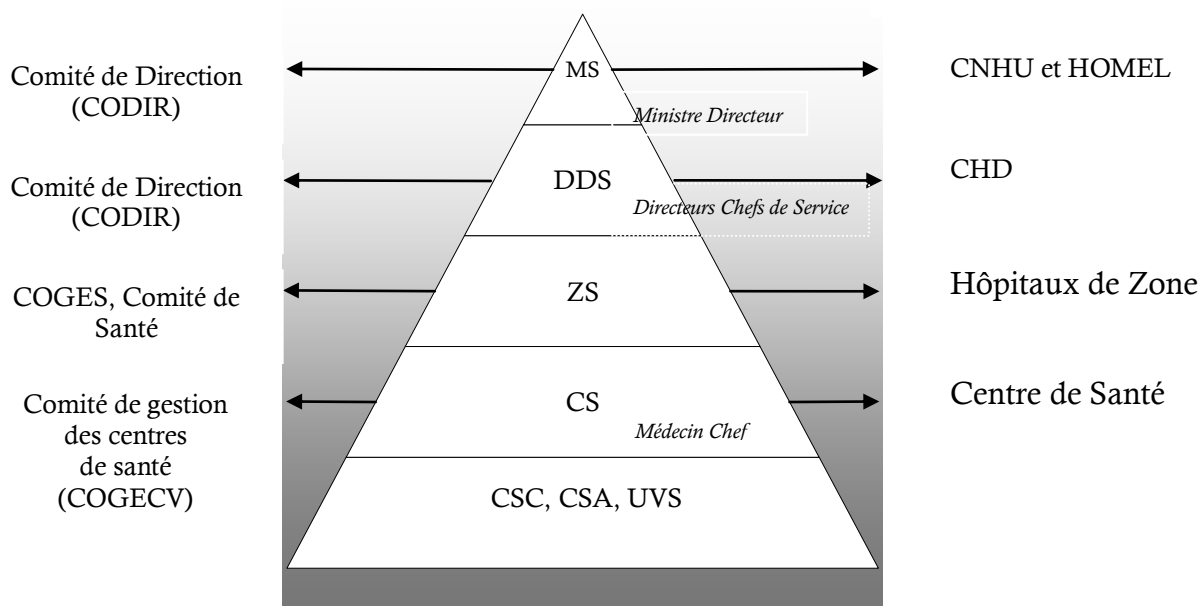 Comité de Direction
(CODIR)
MS
CNHU et HOMEL
Ministre Directeur
Comité de Direction
(CODIR)
DDS
CHD
Directeurs Chefs de Service
COGES, Comité de
Santé
ZS
Hôpitaux de Zone
Comité de gestion
des centres
de santé
(COGECV)
CS
Centre de Santé
Médecin Chef
CSC, CSA, UVS